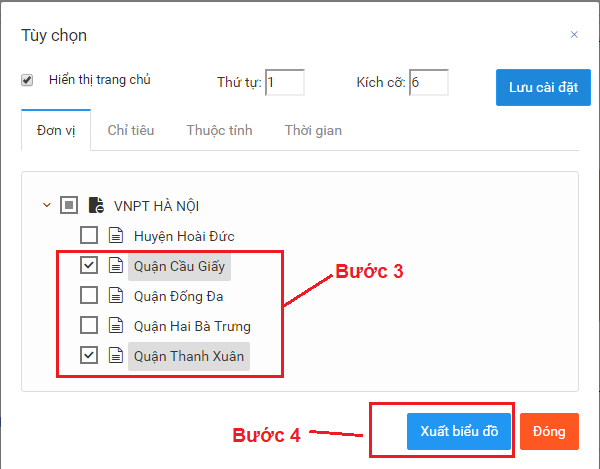 Tùy chọn ×
Hiển thị trang chủ Thứ tự: 1 Kích cỡ: 6 Lưu cài đặt
Đơn vị Chỉ tiêu Thuộc tính Thời gian
VNPT HÀ NỘI
Huyện Hoài Đức
Quận Cầu Giấy Bước 3
Quận Đống Đa
Quận Hai Bà Trưng
Quận Thanh Xuân
Bước 4 Xuất biểu đồ Đóng